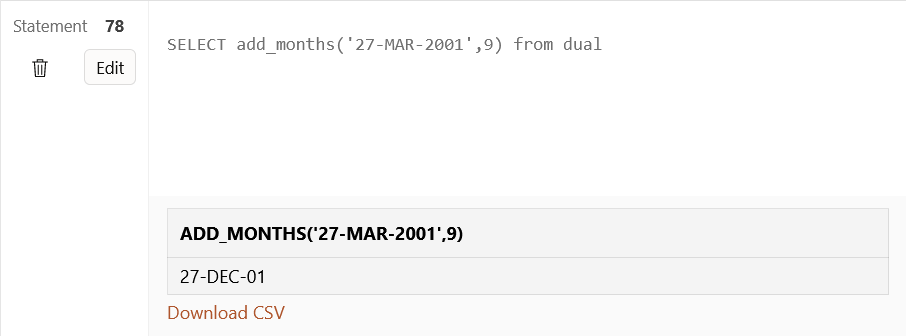 Statement 78
Edit
SELECT add_months('27-MAR-2001',9) from dual
ADD_MONTHS('27-MAR-2001',9)
27-DEC-01
Download CSV